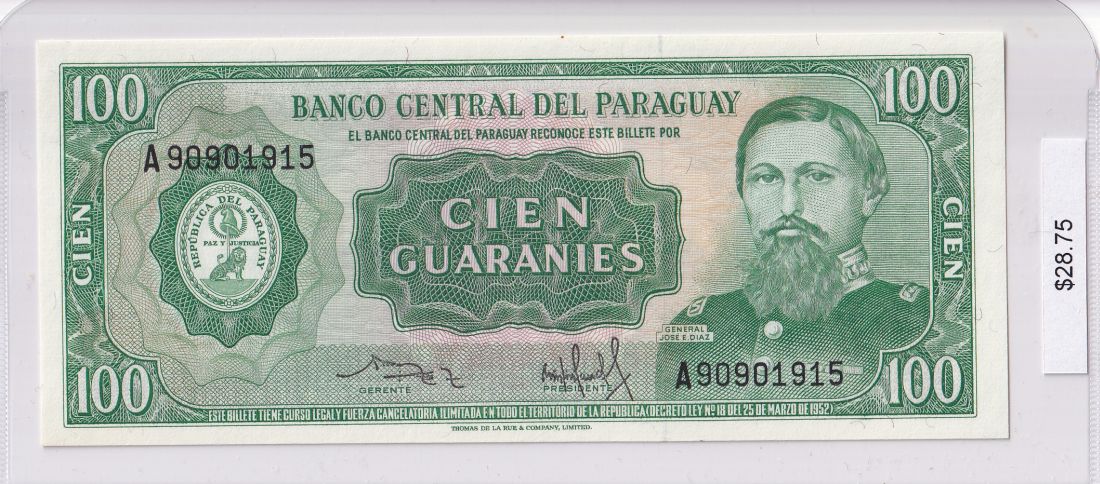 100
100
BANCO CENTRAL DEL PARAGUAY
EL BANCO CENTRAL DEL PARAGUAY RECONOCE ESTE BILLETE POR
A 90901915
REPÚBLICA DEL PARAGUAY
PAZ Y JUSTICIA
CIEN
CIEN
GUARANIES
CIEN
$28.75
GENERAL
JOSE E DIAZ
GERENTE
PRESIDENTE
A 90901915
100
100
ESTE BILLETE TIENE CURSO LEGAL Y FUERZA CANCELATORIA ILIMITADA EN TODO EL TERRITORIO DE LA REPUBLICA (DECRETO LEY Nº 18 DEL 25 DE MARZO DE 1952)
THOMAS DE LA RUE & COMPANY, LIMITED.